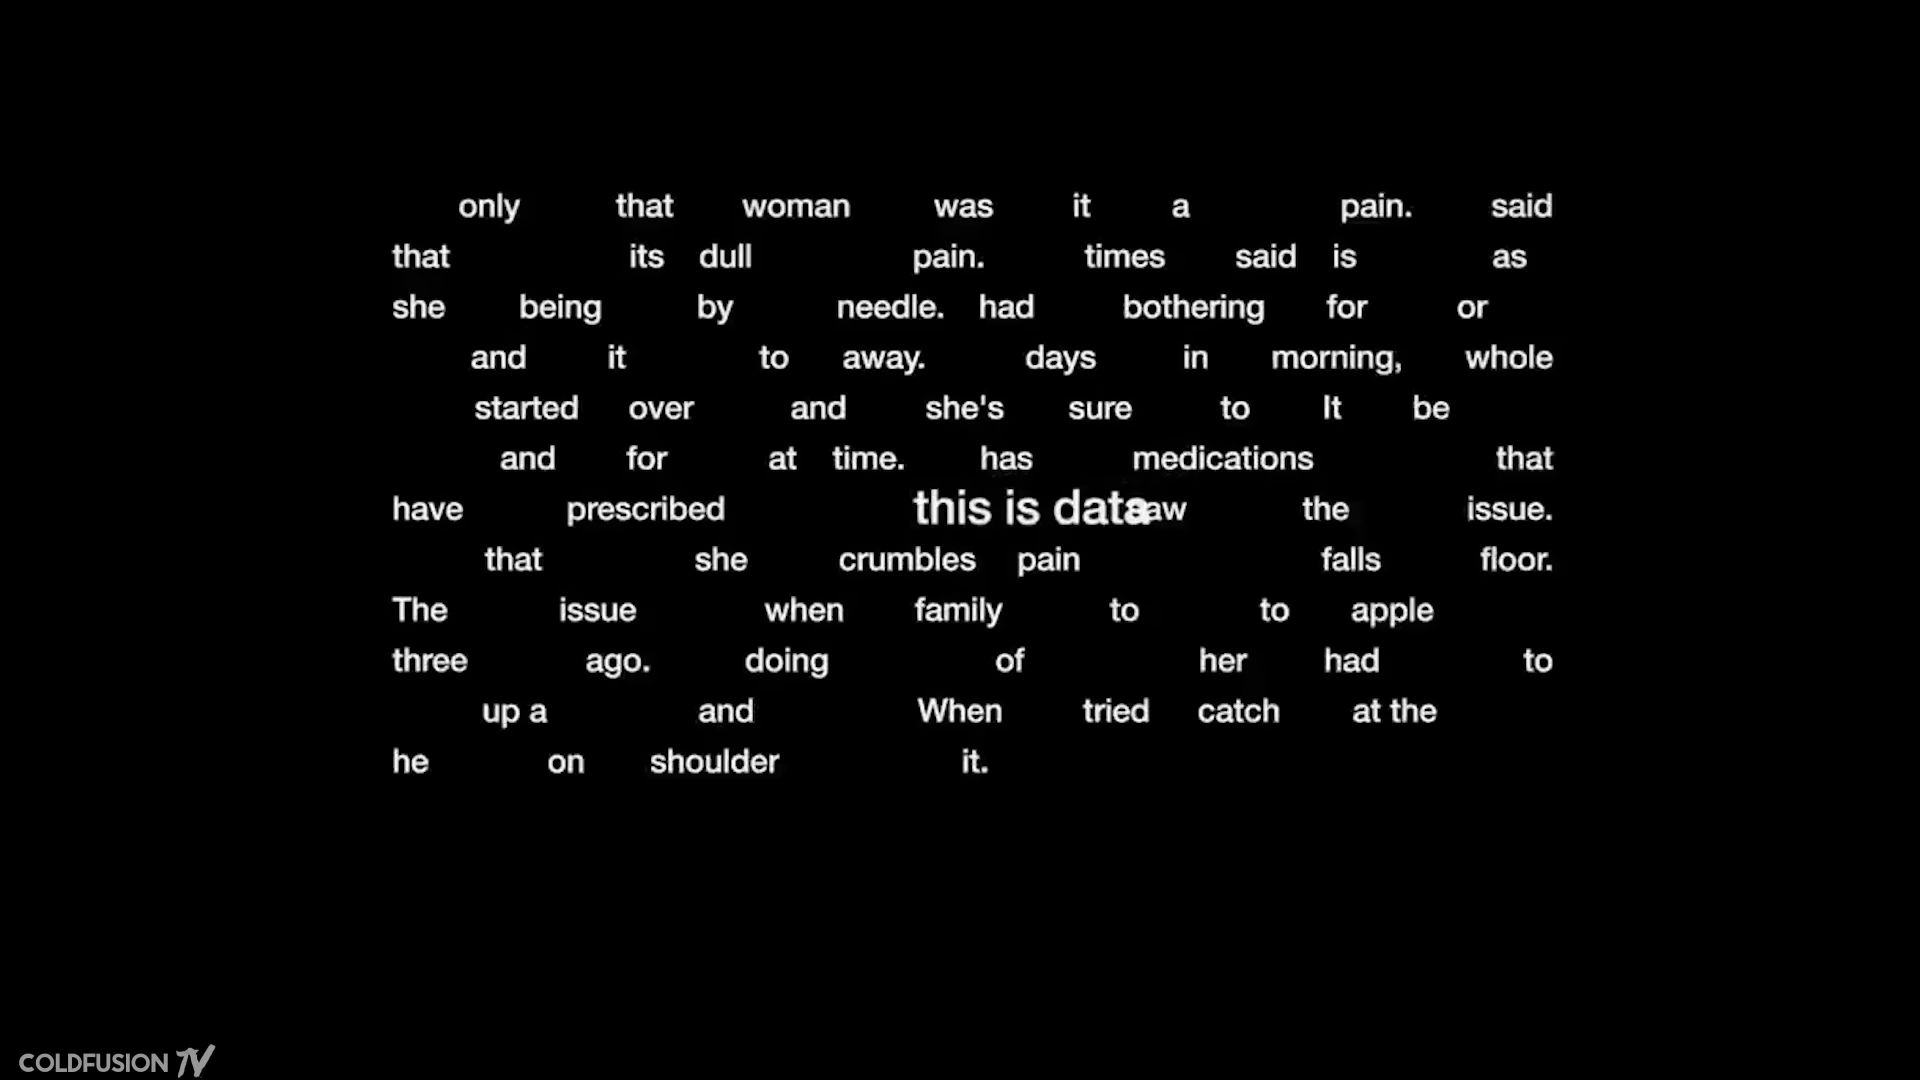 only that woman was it a pain. said
that its dull pain. times said is as
she being by needle. had bothering for or
and it to away. days in morning, whole
started over and she's sure to It be
and for at time. has medications that
have prescribed this is data the issue.
that she crumbles pain falls floor.
The issue when family to to apple
three ago. doing of her had to
up a and When tried catch at the
he on shoulder it.
COLDFUSION TV